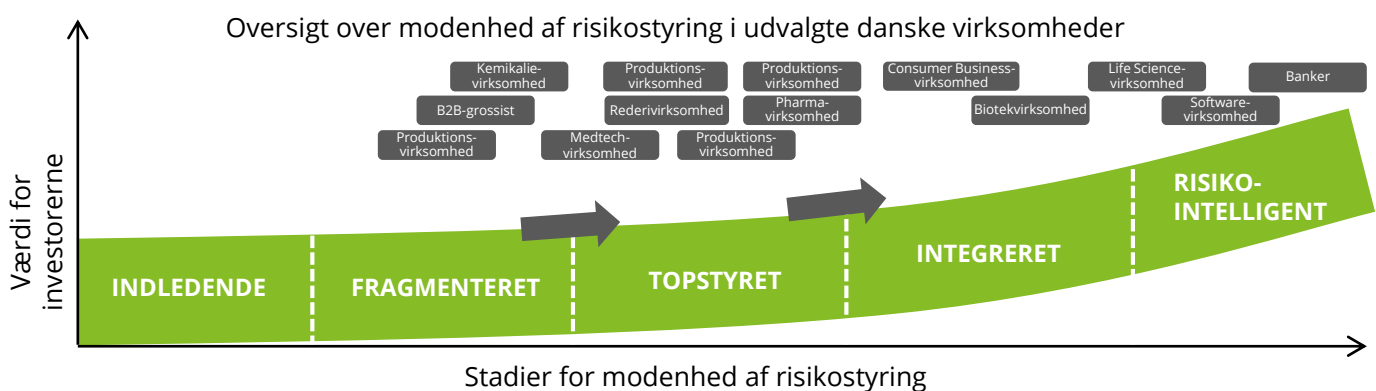 Oversigt over modenhed af risikostyring i udvalgte danske virksomheder
Kemikalie-
virksomhed
Produktions-
virksomhed
Produktions-
virksomhed
Consumer Business-
virksomhed
Life Science-
virksomhed
Banker
B2B-grossist
Rederivirksomhed
Pharma-
virksomhed
Biotekvirksomhed
Software-
virksomhed
Produktions-
virksomhed
Medtech-
virksomhed
Produktions-
virksomhed
Værdi for
investorerne
INDLEDENDE
FRAGMENTERET
TOPSTYRET
INTEGRERET
RISIKO-
INTELLIGENT
Stadier for modenhed af risikostyring